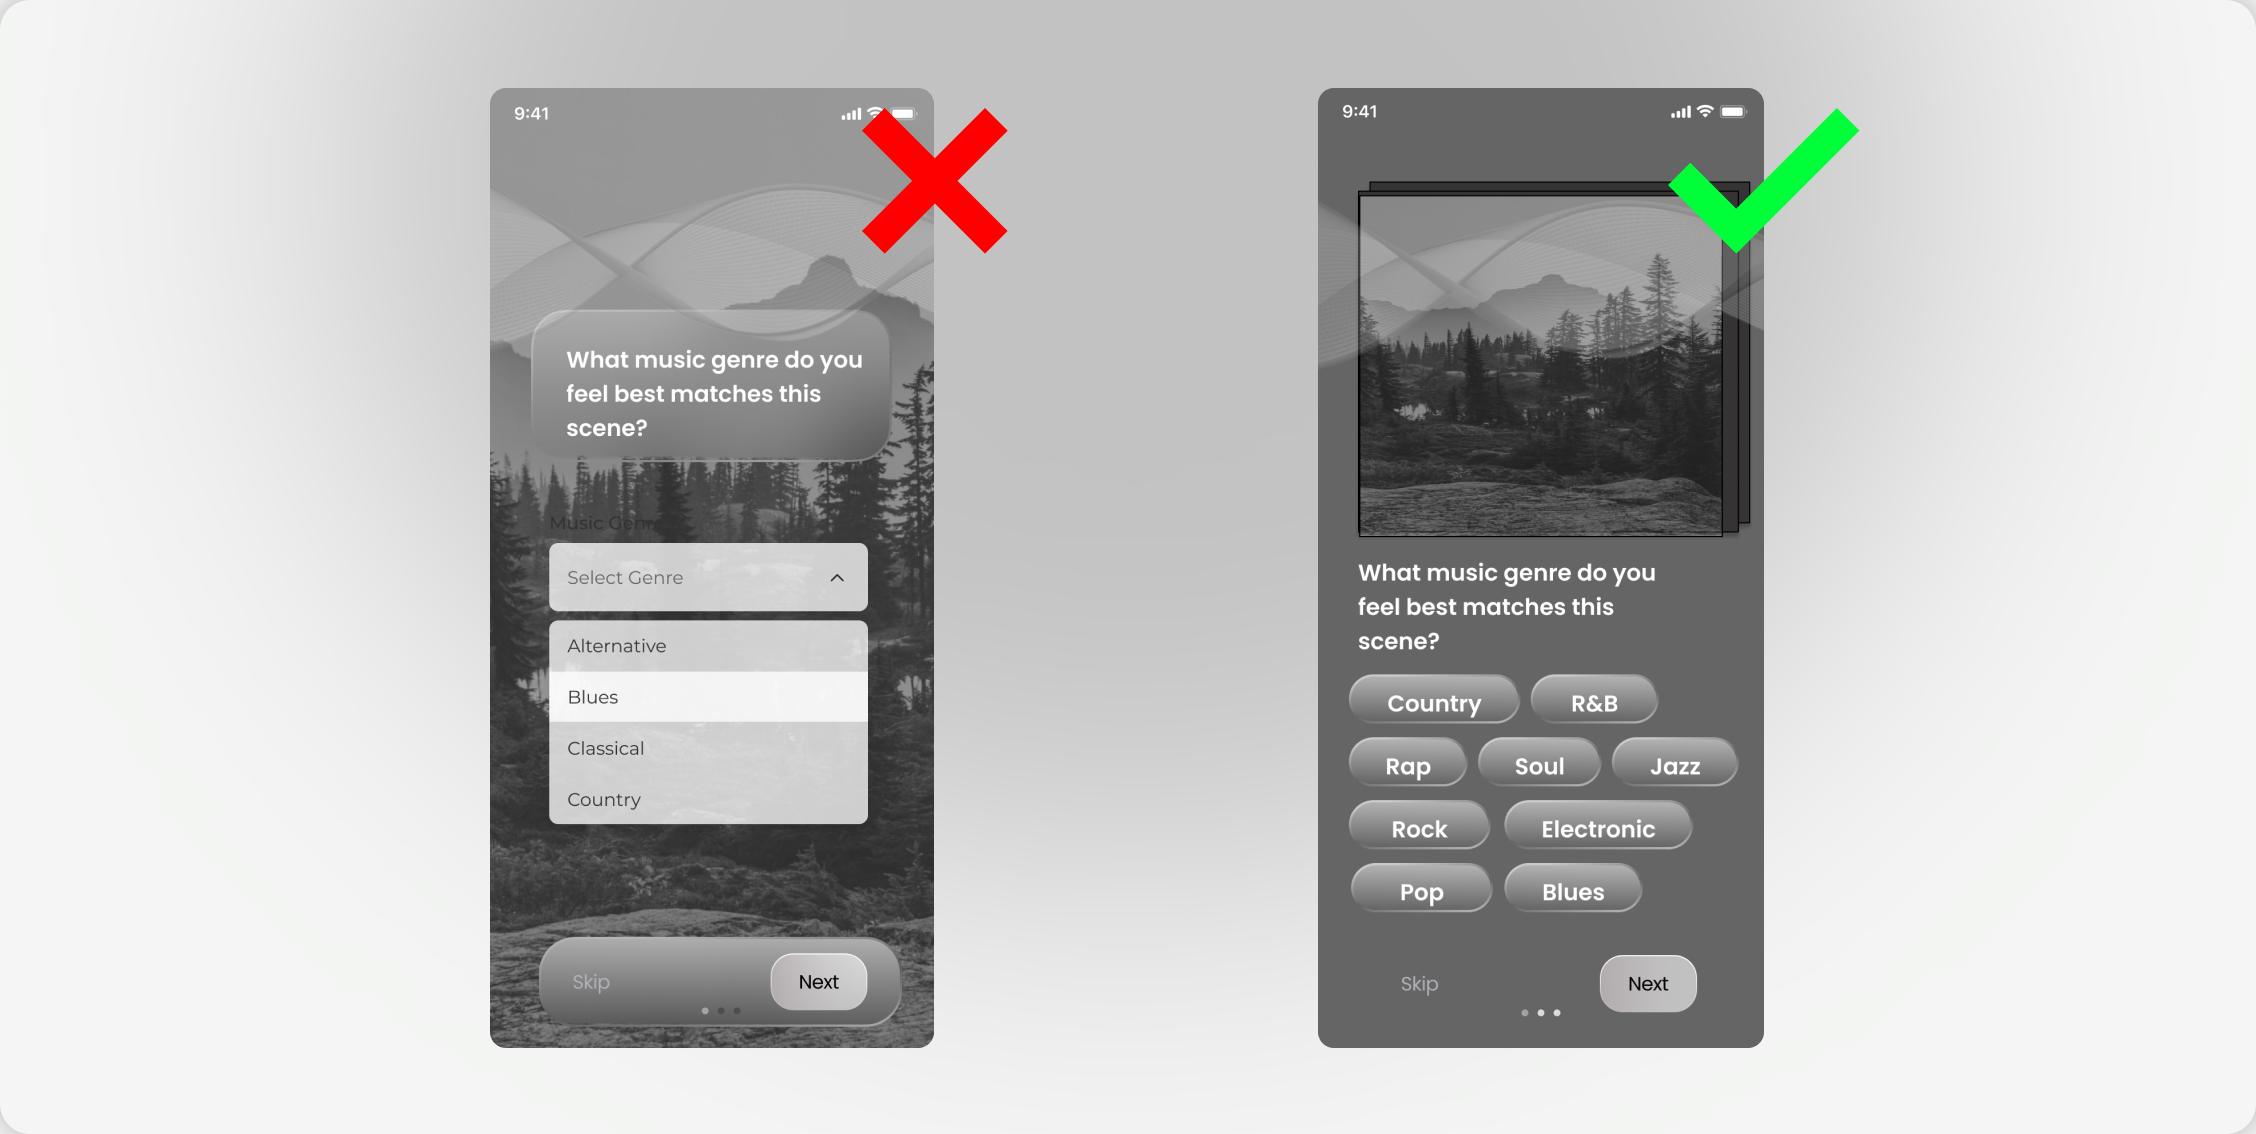 9:41
What music genre do you
feel best matches this
scene?
Music Genre
Select Genre
Alternative
Blues
Classical
Country
Skip
Next
9:41
What music genre do you
feel best matches this
scene?
Country R&B
Rap Soul Jazz
Rock Electronic
Pop Blues
Skip
Next